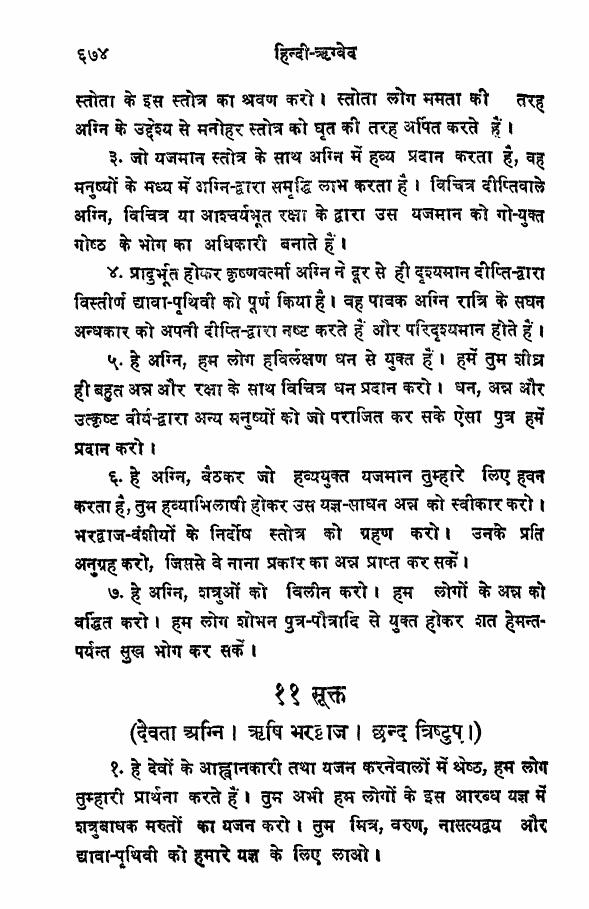 ६७४ हिन्दी-ऋग्वेद
स्तोता के इस स्तोत्र का श्रवण करो। स्तोता लोग ममता की तरह
अग्नि के उद्देश्य से मनोहर स्तोत्र को घृत की तरह अर्पित करते हैं।
३. जो यजमान स्तोत्र के साथ अग्नि में हव्य प्रदान करता है, वह
मनुष्यों के मध्य में अग्नि-द्वारा समृद्धि लाभ करता है। विचित्र दीप्तिवाले
अग्नि, विचित्र या आश्चर्यभूत रक्षा के द्वारा उस यजमान को गो-युक्त
गोष्ठ के भोग का अधिकारी बनाते हैं।
४. प्रादुर्भूत होकर कृष्णवर्त्मा अग्नि ने दूर से ही दृश्यमान दीप्ति-द्वारा
विस्तीर्ण द्यावा-पृथिवी को पूर्ण किया है। वह पावक अग्नि रात्रि के सघन
अन्धकार को अपनी दीप्ति-द्वारा नष्ट करते हैं और परिदृश्यमान होते हैं।
५. हे अग्नि, हम लोग हविर्लक्षण धन से युक्त हैं। हमें तुम शीघ्र
ही बहुत अन्न और रक्षा के साथ विचित्र धन प्रदान करो। धन, अन्न और
उत्कृष्ट वीर्य-द्वारा अन्य मनुष्यों को जो पराजित कर सके ऐसा पुत्र हमें
प्रदान करो।
६. हे अग्नि, बैठकर जो हव्ययुक्त यजमान तुम्हारे लिए हवन
करता है, तुम हव्याभिलाषी होकर उस यज्ञ-साधन अन्न को स्वीकार करो।
भरद्वाज-वंशीयों के निर्दोष स्तोत्र को ग्रहण करो। उनके प्रति
अनुग्रह करो, जिससे वे नाना प्रकार का अन्न प्राप्त कर सकें।
७. हे अग्नि, शत्रुओं को विलीन करो। हम लोगों के अन्न को
वर्द्धित करो। हम लोग शोभन पुत्र-पौत्रादि से युक्त होकर शत हेमन्त-
पर्यन्त सुख भोग कर सकें।
११ सूक्त
(देवता अग्नि। ऋषि भरद्वाज। छन्द त्रिष्टुप्।)
१. हे देवों के आह्वानकारी तथा यजन करनेवालों में श्रेष्ठ, हम लोग
तुम्हारी प्रार्थना करते हैं। तुम अभी हम लोगों के इस आरब्ध यज्ञ में
शत्रुबाधक मरुतों का यजन करो। तुम मित्र, वरुण, नासत्यद्वय और
द्यावा-पृथिवी को हमारे यज्ञ के लिए लाओ।